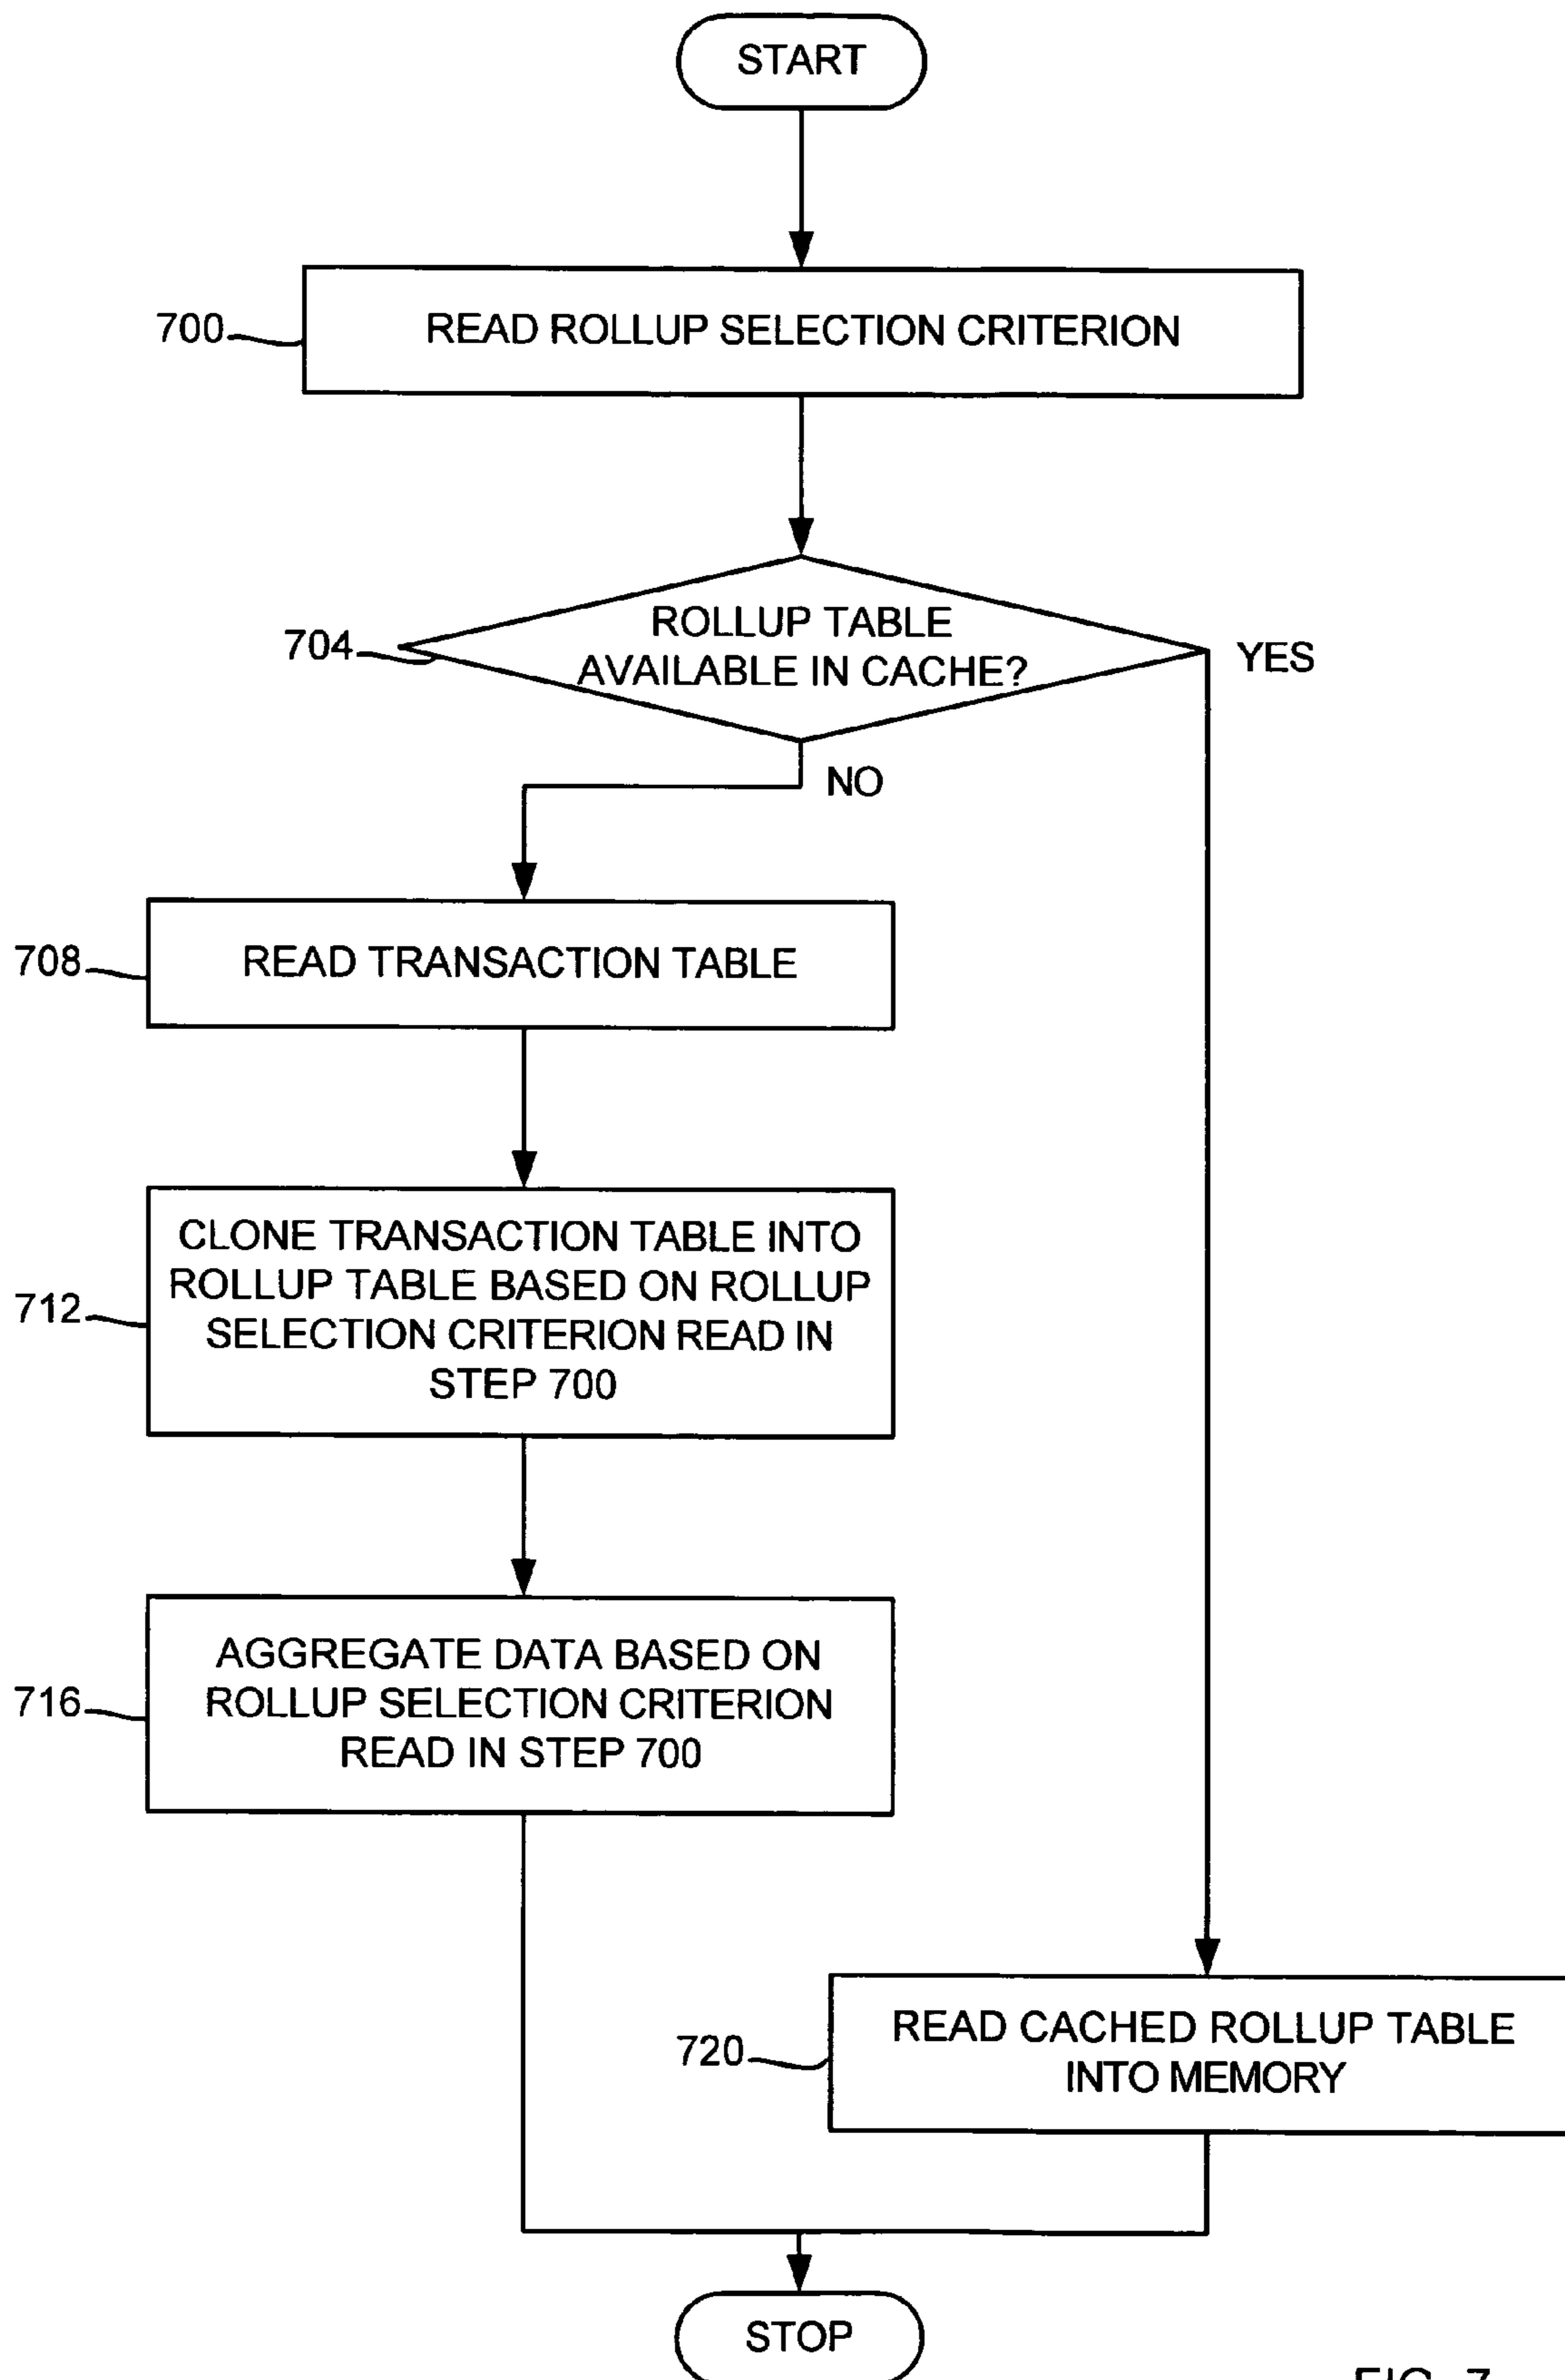 START
700
READ ROLLUP SELECTION CRITERION
704
ROLLUP TABLE
AVAILABLE IN CACHE?
YES
NO
708
READ TRANSACTION TABLE
712
CLONE TRANSACTION TABLE INTO
ROLLUP TABLE BASED ON ROLLUP
SELECTION CRITERION READ IN
STEP 700
716
AGGREGATE DATA BASED ON
ROLLUP SELECTION CRITERION
READ IN STEP 700
720
READ CACHED ROLLUP TABLE
INTO MEMORY
STOP
FIG. 7